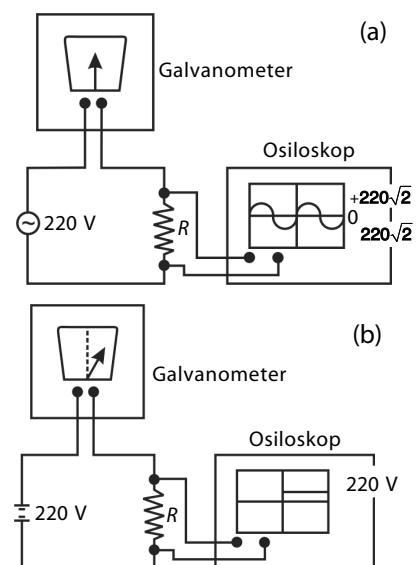 (a)
Galvanometer
Osiloskop
+220√2
0
220√2
220 V
R
(b)
Galvanometer
Osiloskop
220 V
220 V
R